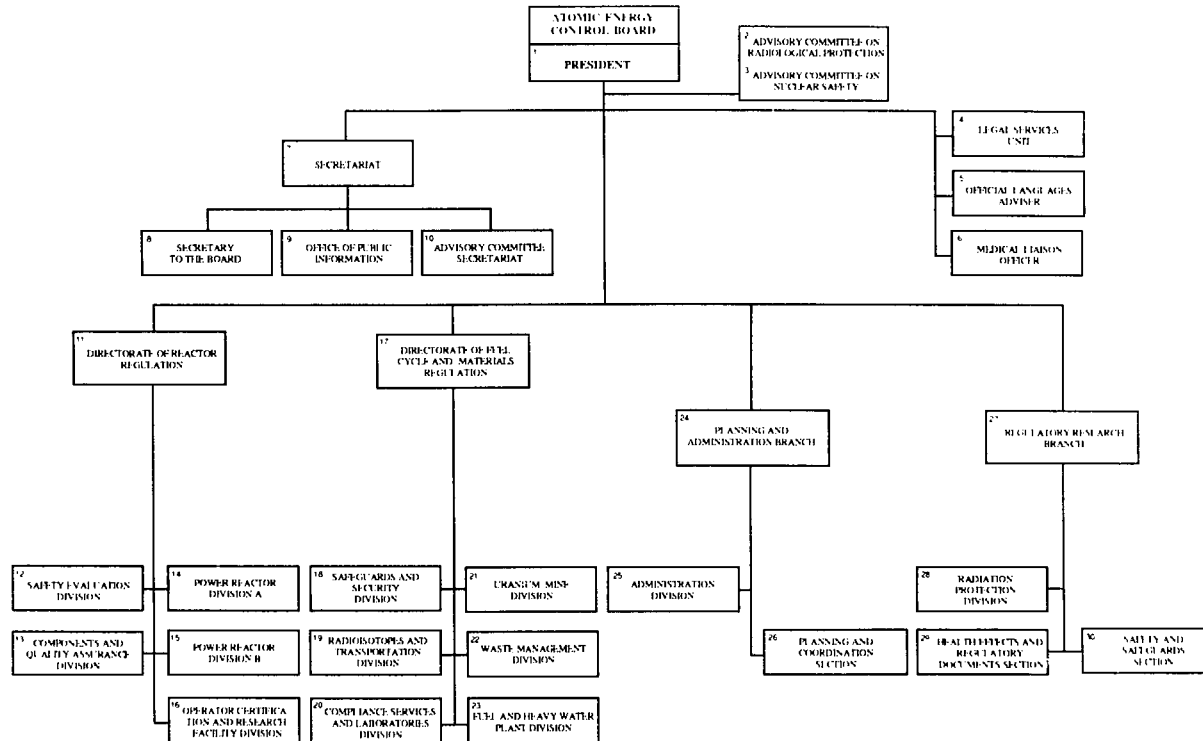 ATOMIC ENERGY
CONTROL BOARD
1
PRESIDENT
2 ADVISORY COMMITTEE ON
RADIOLOGICAL PROTECTION
3 ADVISORY COMMITTEE ON
NUCLEAR SAFETY
4
LEGAL SERVICES
UNIT
5
OFFICIAL LANGUAGES
ADVISER
6
MEDICAL LIAISON
OFFICER
7
SECRETARIAT
8
SECRETARY
TO THE BOARD
9
OFFICE OF PUBLIC
INFORMATION
10
ADVISORY COMMITTEE
SECRETARIAT
11
DIRECTORATE OF REACTOR
REGULATION
17
DIRECTORATE OF FUEL
CYCLE AND MATERIALS
REGULATION
24
PLANNING AND
ADMINISTRATION BRANCH
27
REGULATORY RESEARCH
BRANCH
12
SAFETY EVALUATION
DIVISION
14
POWER REACTOR
DIVISION A
13 COMPONENTS AND
QUALITY ASSURANCE
DIVISION
15
POWER REACTOR
DIVISION B
16 OPERATOR CERTIFICA
TION AND RESEARCH
FACILITY DIVISION
18 SAFEGUARDS AND
SECURITY
DIVISION
21
URANIUM MINE
DIVISION
19 RADIOISOTOPES AND
TRANSPORTATION
DIVISION
22
WASTE MANAGEMENT
DIVISION
20 COMPLIANCE SERVICES
AND LABORATORIES
DIVISION
23
FUEL AND HEAVY WATER
PLANT DIVISION
25
ADMINISTRATION
DIVISION
26 PLANNING AND
COORDINATION
SECTION
28 RADIATION
PROTECTION
DIVISION
29 HEALTH EFFECTS AND
REGULATORY
DOCUMENTS SECTION
30 SAFETY AND
SAFEGUARDS
SECTION